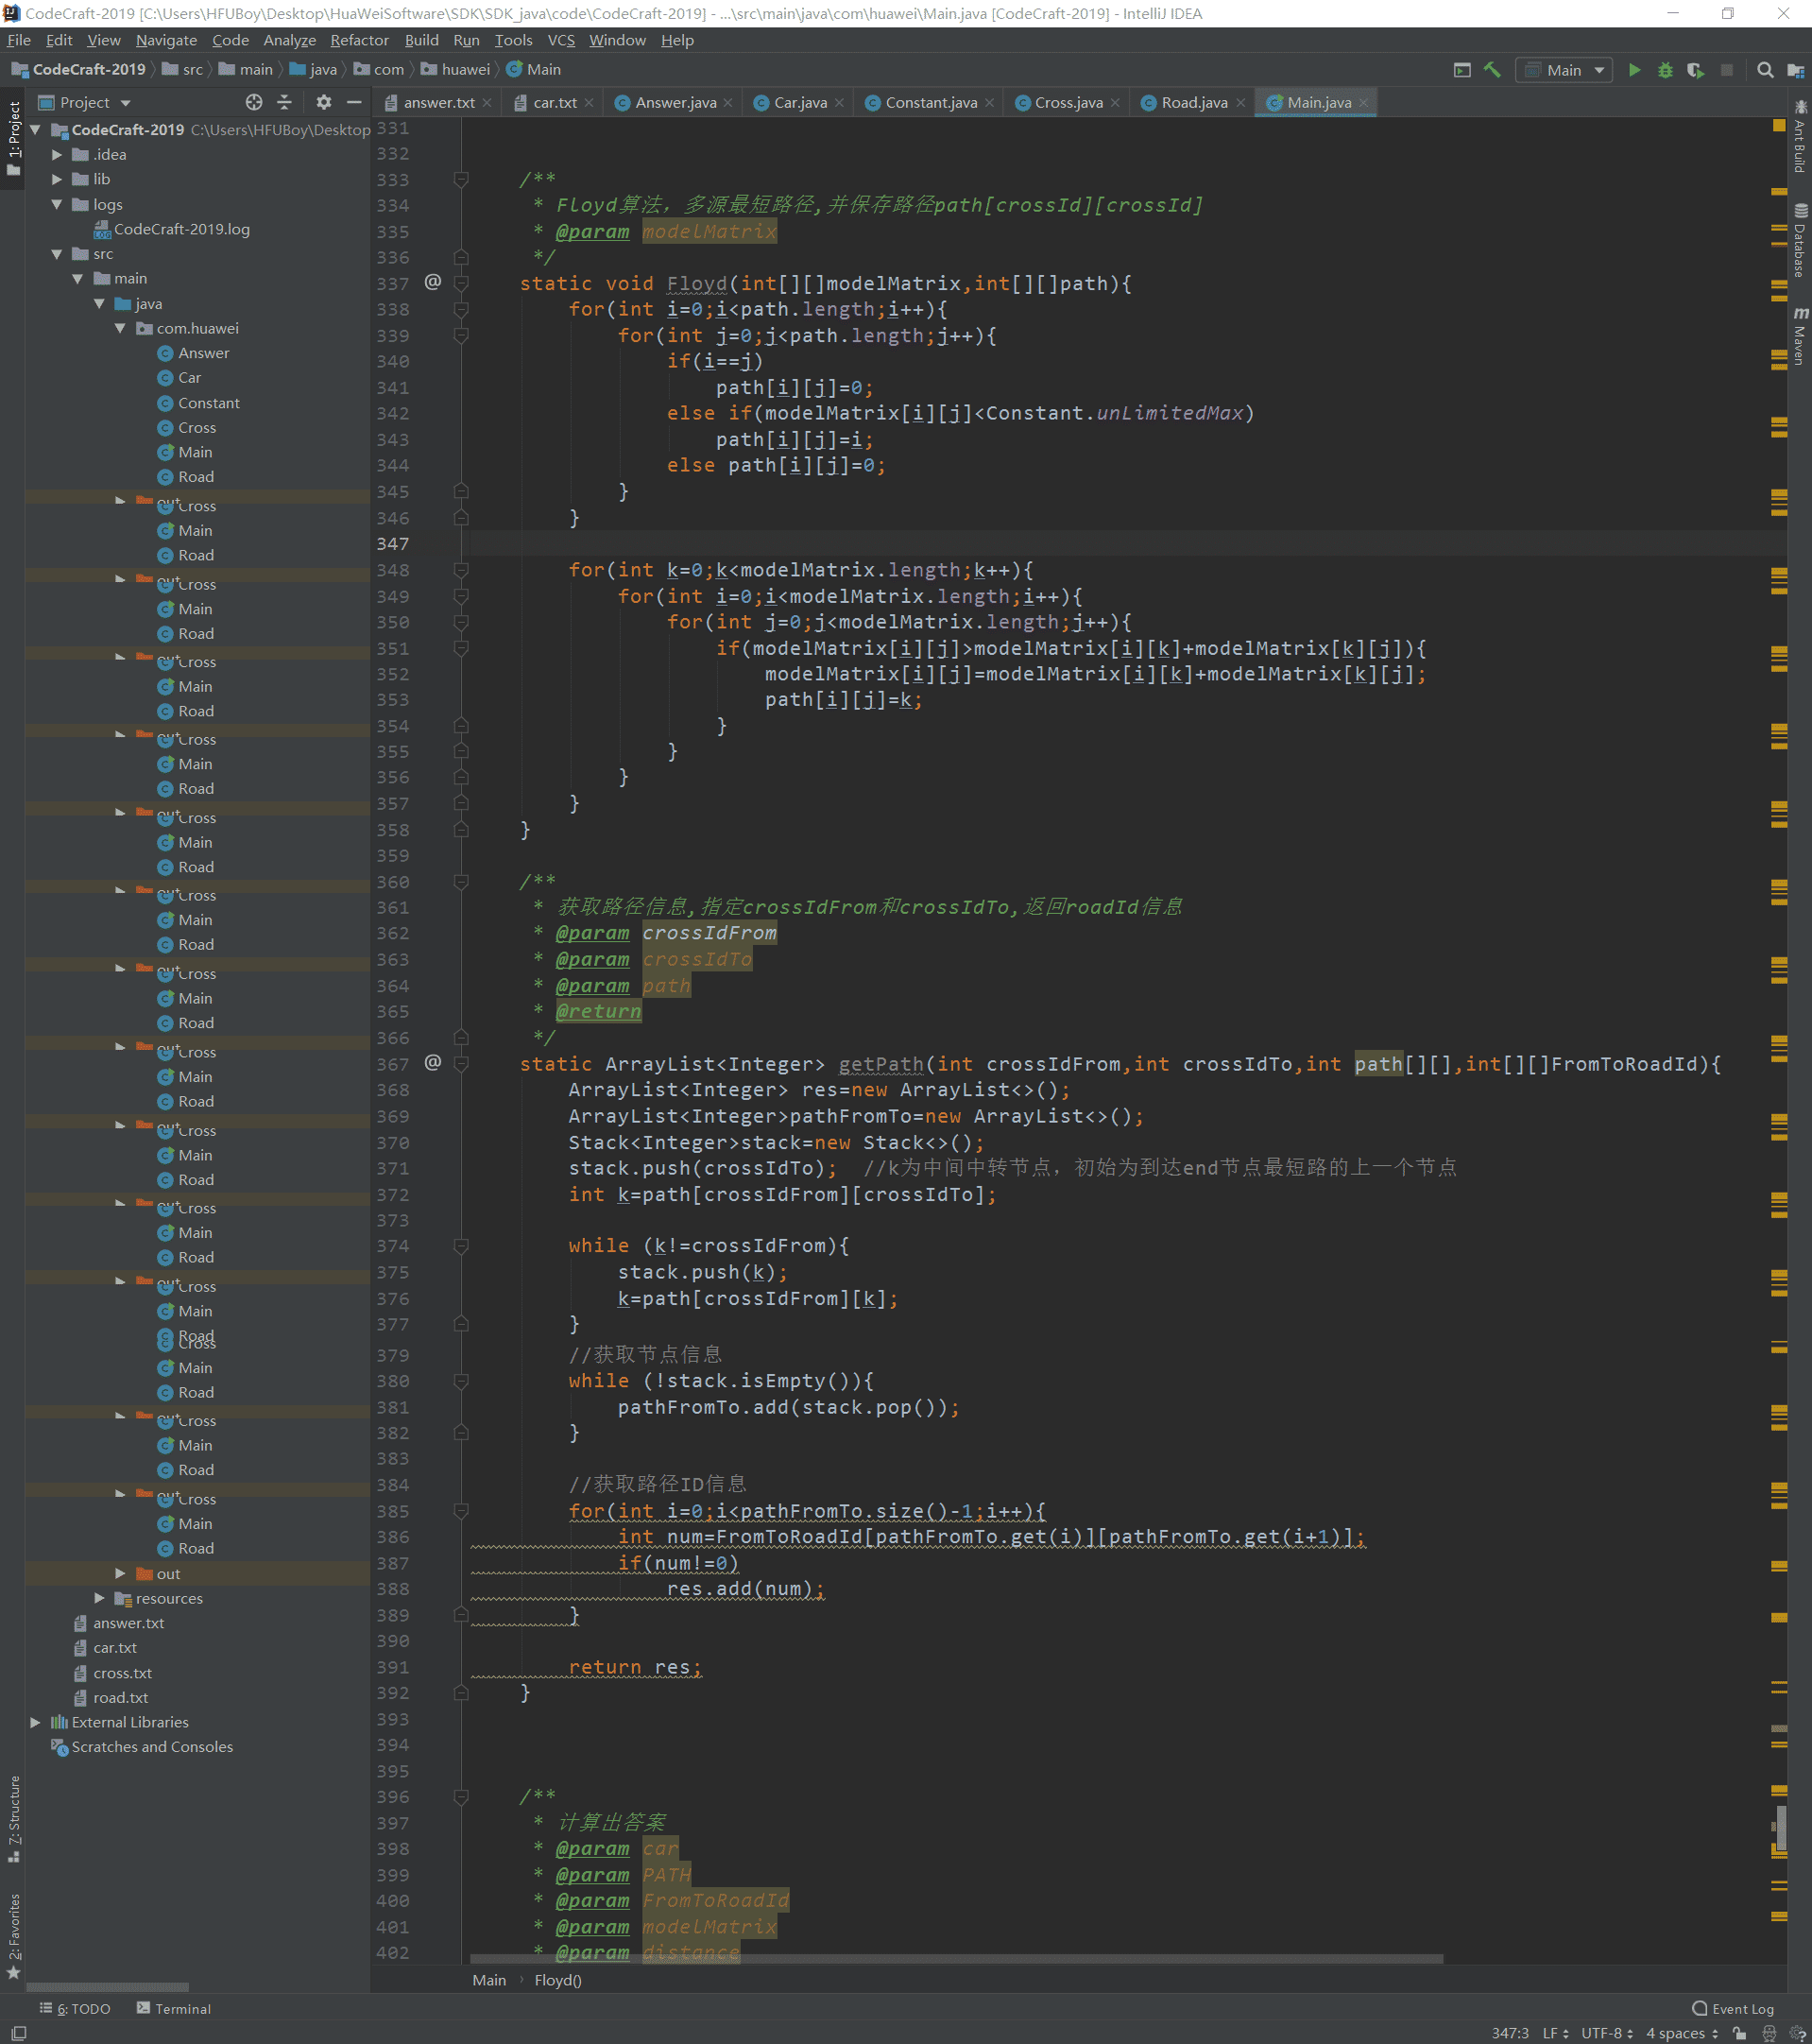 CodeCraft-2019 [C:\Users\HFUBoy\Desktop\HuaWeiSoftware\SDK\SDK_java\code\CodeCraft-2019] - ...\src\main\java\com\huawei\Main.java [CodeCraft-2019] - IntelliJ IDEA
File Edit View Navigate Code Analyze Refactor Build Run Tools VCS Window Help
CodeCraft-2019 src main java com huawei Main
Main
Project
answer.txt car.txt Answer.java Car.java Constant.java Cross.java Road.java Main.java
1: Project
7: Structure
2: Favorites
Ant Build
Database
Maven
CodeCraft-2019 C:\Users\HFUBoy\Desktop
.idea
lib
logs
CodeCraft-2019.log
src
main
java
com.huawei
Answer
Car
Constant
Cross
Main
Road
out
Cross
Main
Road
out
Cross
Main
Road
out
Cross
Main
Road
out
Cross
Main
Road
out
Cross
Main
Road
out
Cross
Main
Road
out
Cross
Main
Road
out
Cross
Main
Road
out
Cross
Main
Road
out
Cross
Main
Road
out
Cross
Main
Road
Cross
Main
Road
out
Cross
Main
Road
out
Cross
Main
Road
out
resources
answer.txt
car.txt
cross.txt
road.txt
External Libraries
Scratches and Consoles
331
332
333 /**
334 * Floyd算法，多源最短路径,并保存路径path[crossId][crossId]
335 * @param modelMatrix
336 */
337 @ static void Floyd(int[][]modelMatrix,int[][]path){
338 for(int i=0;i<path.length;i++){
339 for(int j=0;j<path.length;j++){
340 if(i==j)
341 path[i][j]=0;
342 else if(modelMatrix[i][j]<Constant.unLimitedMax)
343 path[i][j]=i;
344 else path[i][j]=0;
345 }
346 }
347
348 for(int k=0;k<modelMatrix.length;k++){
349 for(int i=0;i<modelMatrix.length;i++){
350 for(int j=0;j<modelMatrix.length;j++){
351 if(modelMatrix[i][j]>modelMatrix[i][k]+modelMatrix[k][j]){
352 modelMatrix[i][j]=modelMatrix[i][k]+modelMatrix[k][j];
353 path[i][j]=k;
354 }
355 }
356 }
357 }
358 }
359
360 /**
361 * 获取路径信息,指定crossIdFrom和crossIdTo,返回roadId信息
362 * @param crossIdFrom
363 * @param crossIdTo
364 * @param path
365 * @return
366 */
367 @ static ArrayList<Integer> getPath(int crossIdFrom,int crossIdTo,int path[][],int[][]FromToRoadId){
368 ArrayList<Integer> res=new ArrayList<>();
369 ArrayList<Integer>pathFromTo=new ArrayList<>();
370 Stack<Integer>stack=new Stack<>();
371 stack.push(crossIdTo); //k为中间中转节点，初始为到达end节点最短路的上一个节点
372 int k=path[crossIdFrom][crossIdTo];
373
374 while (k!=crossIdFrom){
375 stack.push(k);
376 k=path[crossIdFrom][k];
377 }
379 //获取节点信息
380 while (!stack.isEmpty()){
381 pathFromTo.add(stack.pop());
382 }
383
384 //获取路径ID信息
385 for(int i=0;i<pathFromTo.size()-1;i++){
386 int num=FromToRoadId[pathFromTo.get(i)][pathFromTo.get(i+1)];
387 if(num!=0)
388 res.add(num);
389 }
390
391 return res;
392 }
393
394
395
396 /**
397 * 计算出答案
398 * @param car
399 * @param PATH
400 * @param FromToRoadId
401 * @param modelMatrix
402 * @param distance
Main Floyd()
6: TODO Terminal Event Log
347:3 LF UTF-8 4 spaces